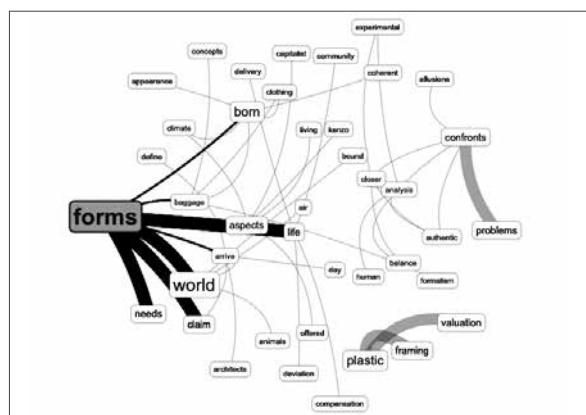 experimental
concepts
capitalist
community
delivery
coherent
allusions
appearance
clothing
born
climate
living
kenzo
confronts
define
bound
closer
analysis
baggage
air
forms
aspects
life
problems
authentic
arrive
balance
day
human
formalism
world
needs
claim
valuation
offered
animals
framing
plastic
architects
deviation
compensation